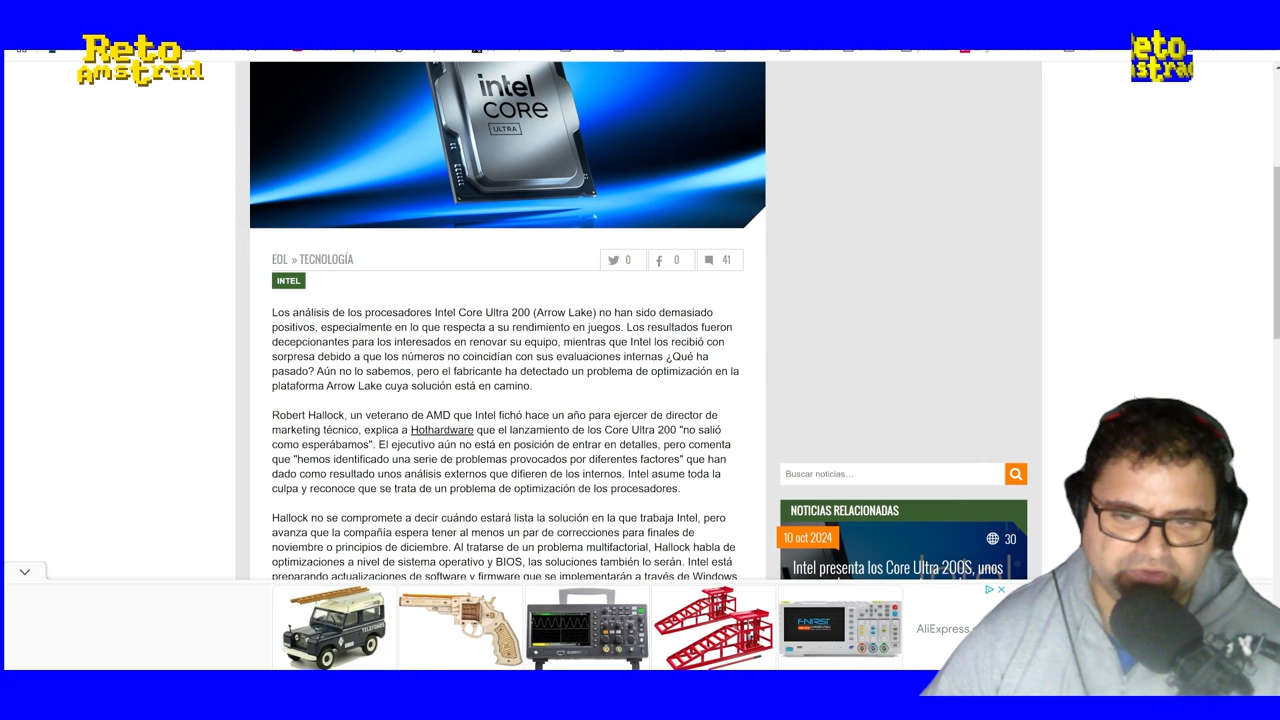 Reto
Amstrad
eto
strad
intel
CORE
ULTRA
EOL » TECNOLOGÍA
0
0
41
INTEL
Los análisis de los procesadores Intel Core Ultra 200 (Arrow Lake) no han sido demasiado
positivos, especialmente en lo que respecta a su rendimiento en juegos. Los resultados fueron
decepcionantes para los interesados en renovar su equipo, mientras que Intel los recibió con
sorpresa debido a que los números no coincidían con sus evaluaciones internas ¿Qué ha
pasado? Aún no lo sabemos, pero el fabricante ha detectado un problema de optimización en la
plataforma Arrow Lake cuya solución está en camino.
Robert Hallock, un veterano de AMD que Intel fichó hace un año para ejercer de director de
marketing técnico, explica a Hothardware que el lanzamiento de los Core Ultra 200 "no salió
como esperábamos". El ejecutivo aún no está en posición de entrar en detalles, pero comenta
que "hemos identificado una serie de problemas provocados por diferentes factores" que han
dado como resultado unos análisis externos que difieren de los internos. Intel asume toda la
culpa y reconoce que se trata de un problema de optimización de los procesadores.
Hallock no se compromete a decir cuándo estará lista la solución en la que trabaja Intel, pero
avanza que la compañía espera tener al menos un par de correcciones para finales de
noviembre o principios de diciembre. Al tratarse de un problema multifactorial, Hallock habla de
optimizaciones a nivel de sistema operativo y BIOS, las soluciones también lo serán. Intel está
preparando actualizaciones de software y firmware que se implementarán a través de Windows
Buscar noticias...
NOTICIAS RELACIONADAS
10 oct 2024
30
Intel presenta los Core Ultra 200S, unos
TELEFONOS
FNIRSI
AliExpress.c